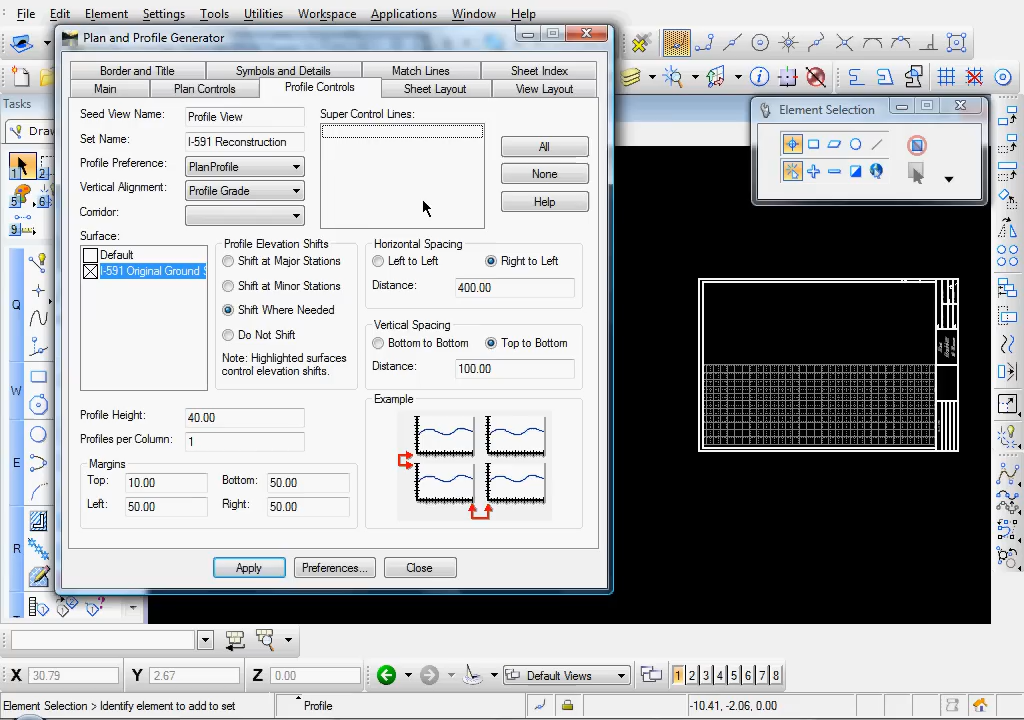 File Edit Element Settings Tools Utilities Workspace Applications Window Help
Plan and Profile Generator
Border and Title Symbols and Details Match Lines Sheet Index
Main Plan Controls Profile Controls Sheet Layout View Layout
Seed View Name: Profile View
Set Name: I-591 Reconstruction
Profile Preference: PlanProfile
Vertical Alignment: Profile Grade
Corridor:
Super Control Lines:
All
None
Help
Surface:
Default
I-591 Original Ground
Profile Elevation Shifts
Shift at Major Stations
Shift at Minor Stations
Shift Where Needed
Do Not Shift
Note: Highlighted surfaces
control elevation shifts.
Horizontal Spacing
Left to Left Right to Left
Distance: 400.00
Vertical Spacing
Bottom to Bottom Top to Bottom
Distance: 100.00
Example
Profile Height: 40.00
Profiles per Column: 1
Margins
Top: 10.00 Bottom: 50.00
Left: 50.00 Right: 50.00
Apply Preferences... Close
Tasks
Draw
1 2
5 6
9
Q
W
E
R
Element Selection
X 30.79 Y 2.67 Z 0.00 Default Views 1 2 3 4 5 6 7 8
Element Selection > Identify element to add to set Profile -10.41, -2.06, 0.00